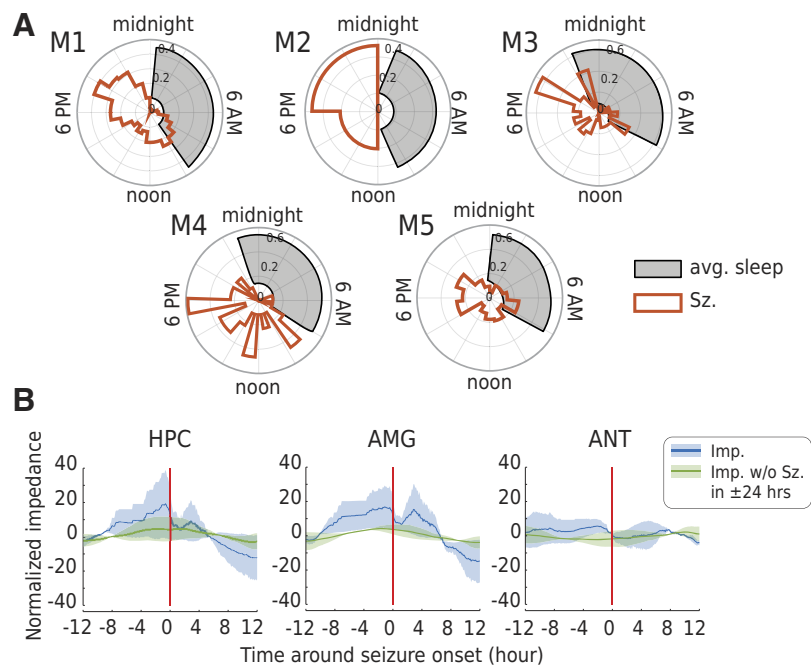 A
M1
midnight
0.4
0.2
0
6 PM
6 AM
noon
M2
midnight
0.4
0.2
0
6 PM
6 AM
M3
midnight
0.6
0.2
0
6 PM
6 AM
M4
midnight
0.6
0.2
0
6 PM
6 AM
noon
M5
midnight
0.6
0.2
0
6 PM
6 AM
noon
avg. sleep
Sz.
B
HPC
AMG
ANT
Imp.
Imp. w/o Sz.
in ±24 hrs
Normalized impedance
40
20
0
-20
-40
-12 -8 -4 0 4 8 12
40
20
0
-20
-40
-12 -8 -4 0 4 8 12
40
20
0
-20
-40
-12 -8 -4 0 4 8 12
Time around seizure onset (hour)